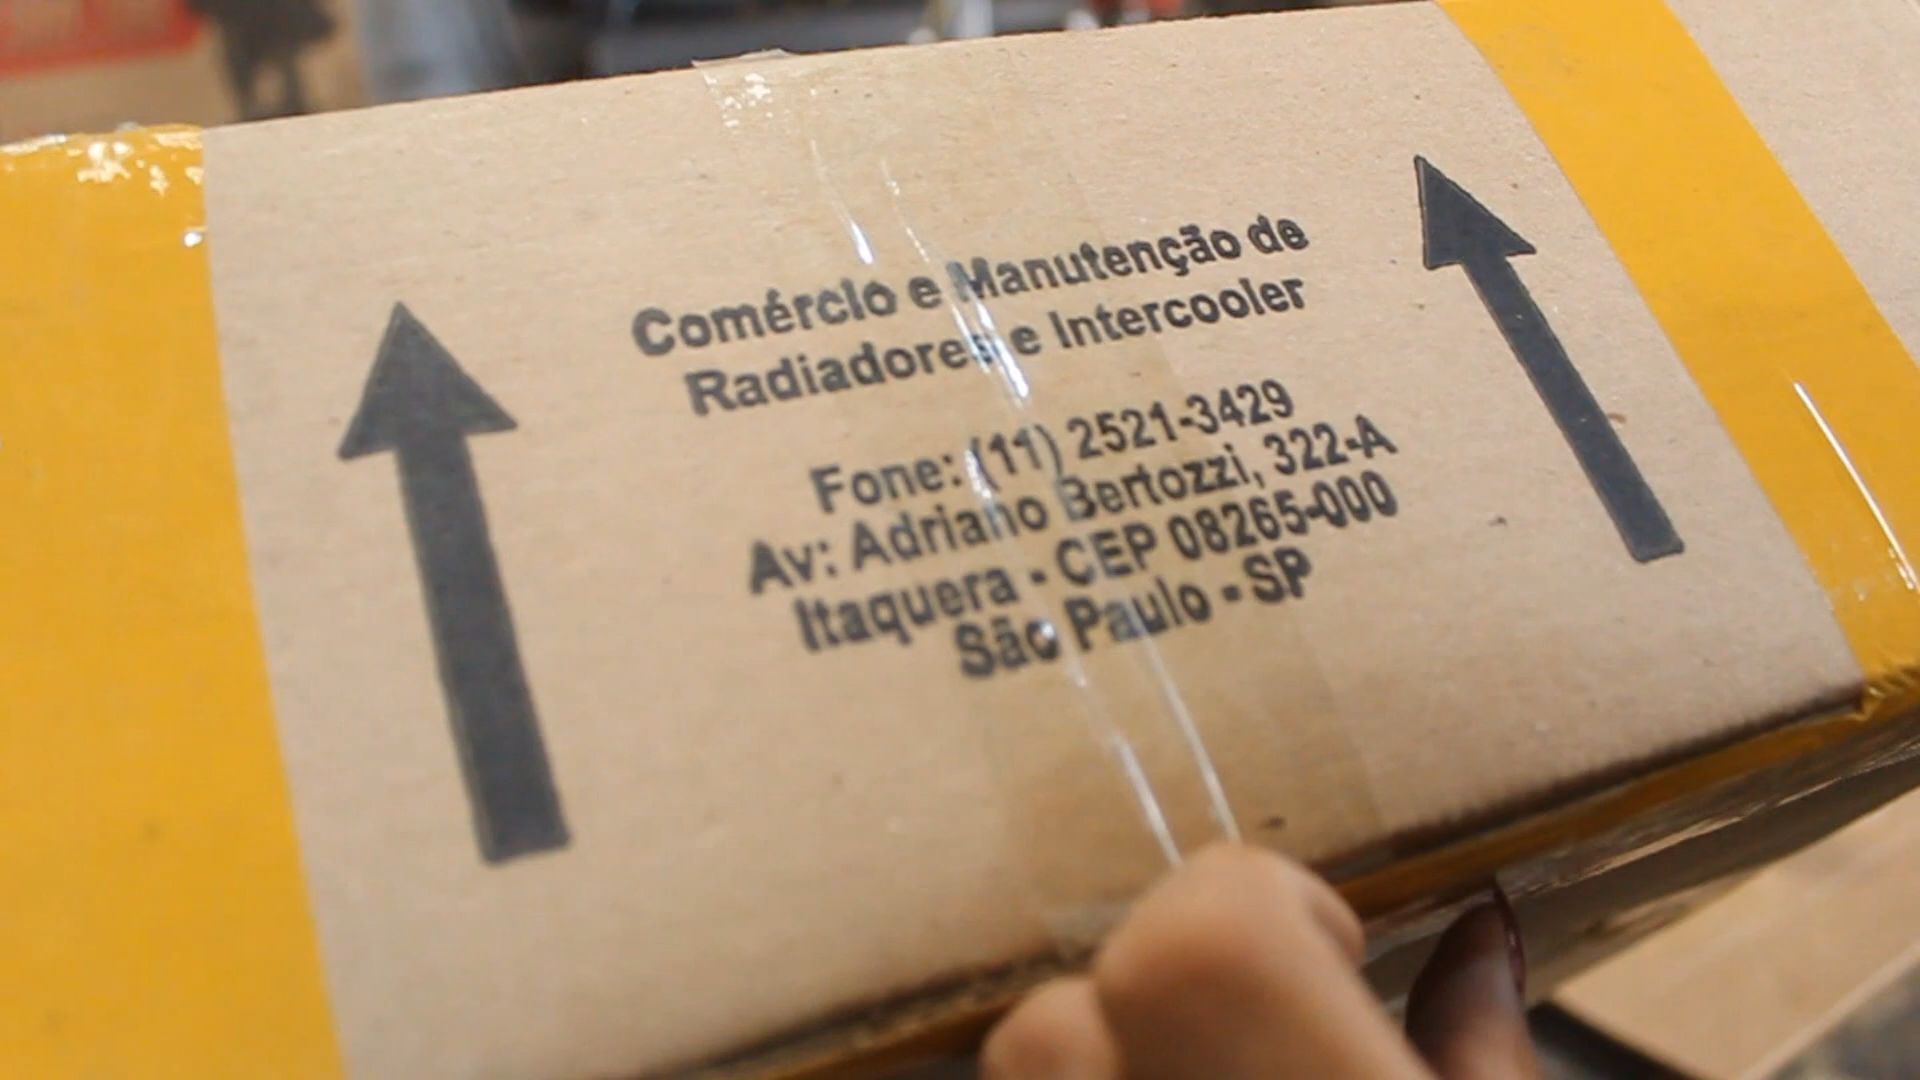 Comércio e Manutenção de
Radiadores e Intercooler
Fone: (11) 2521-3429
Av: Adriano Bertozzi, 322-A
Itaquera - CEP 08265-000
São Paulo - SP